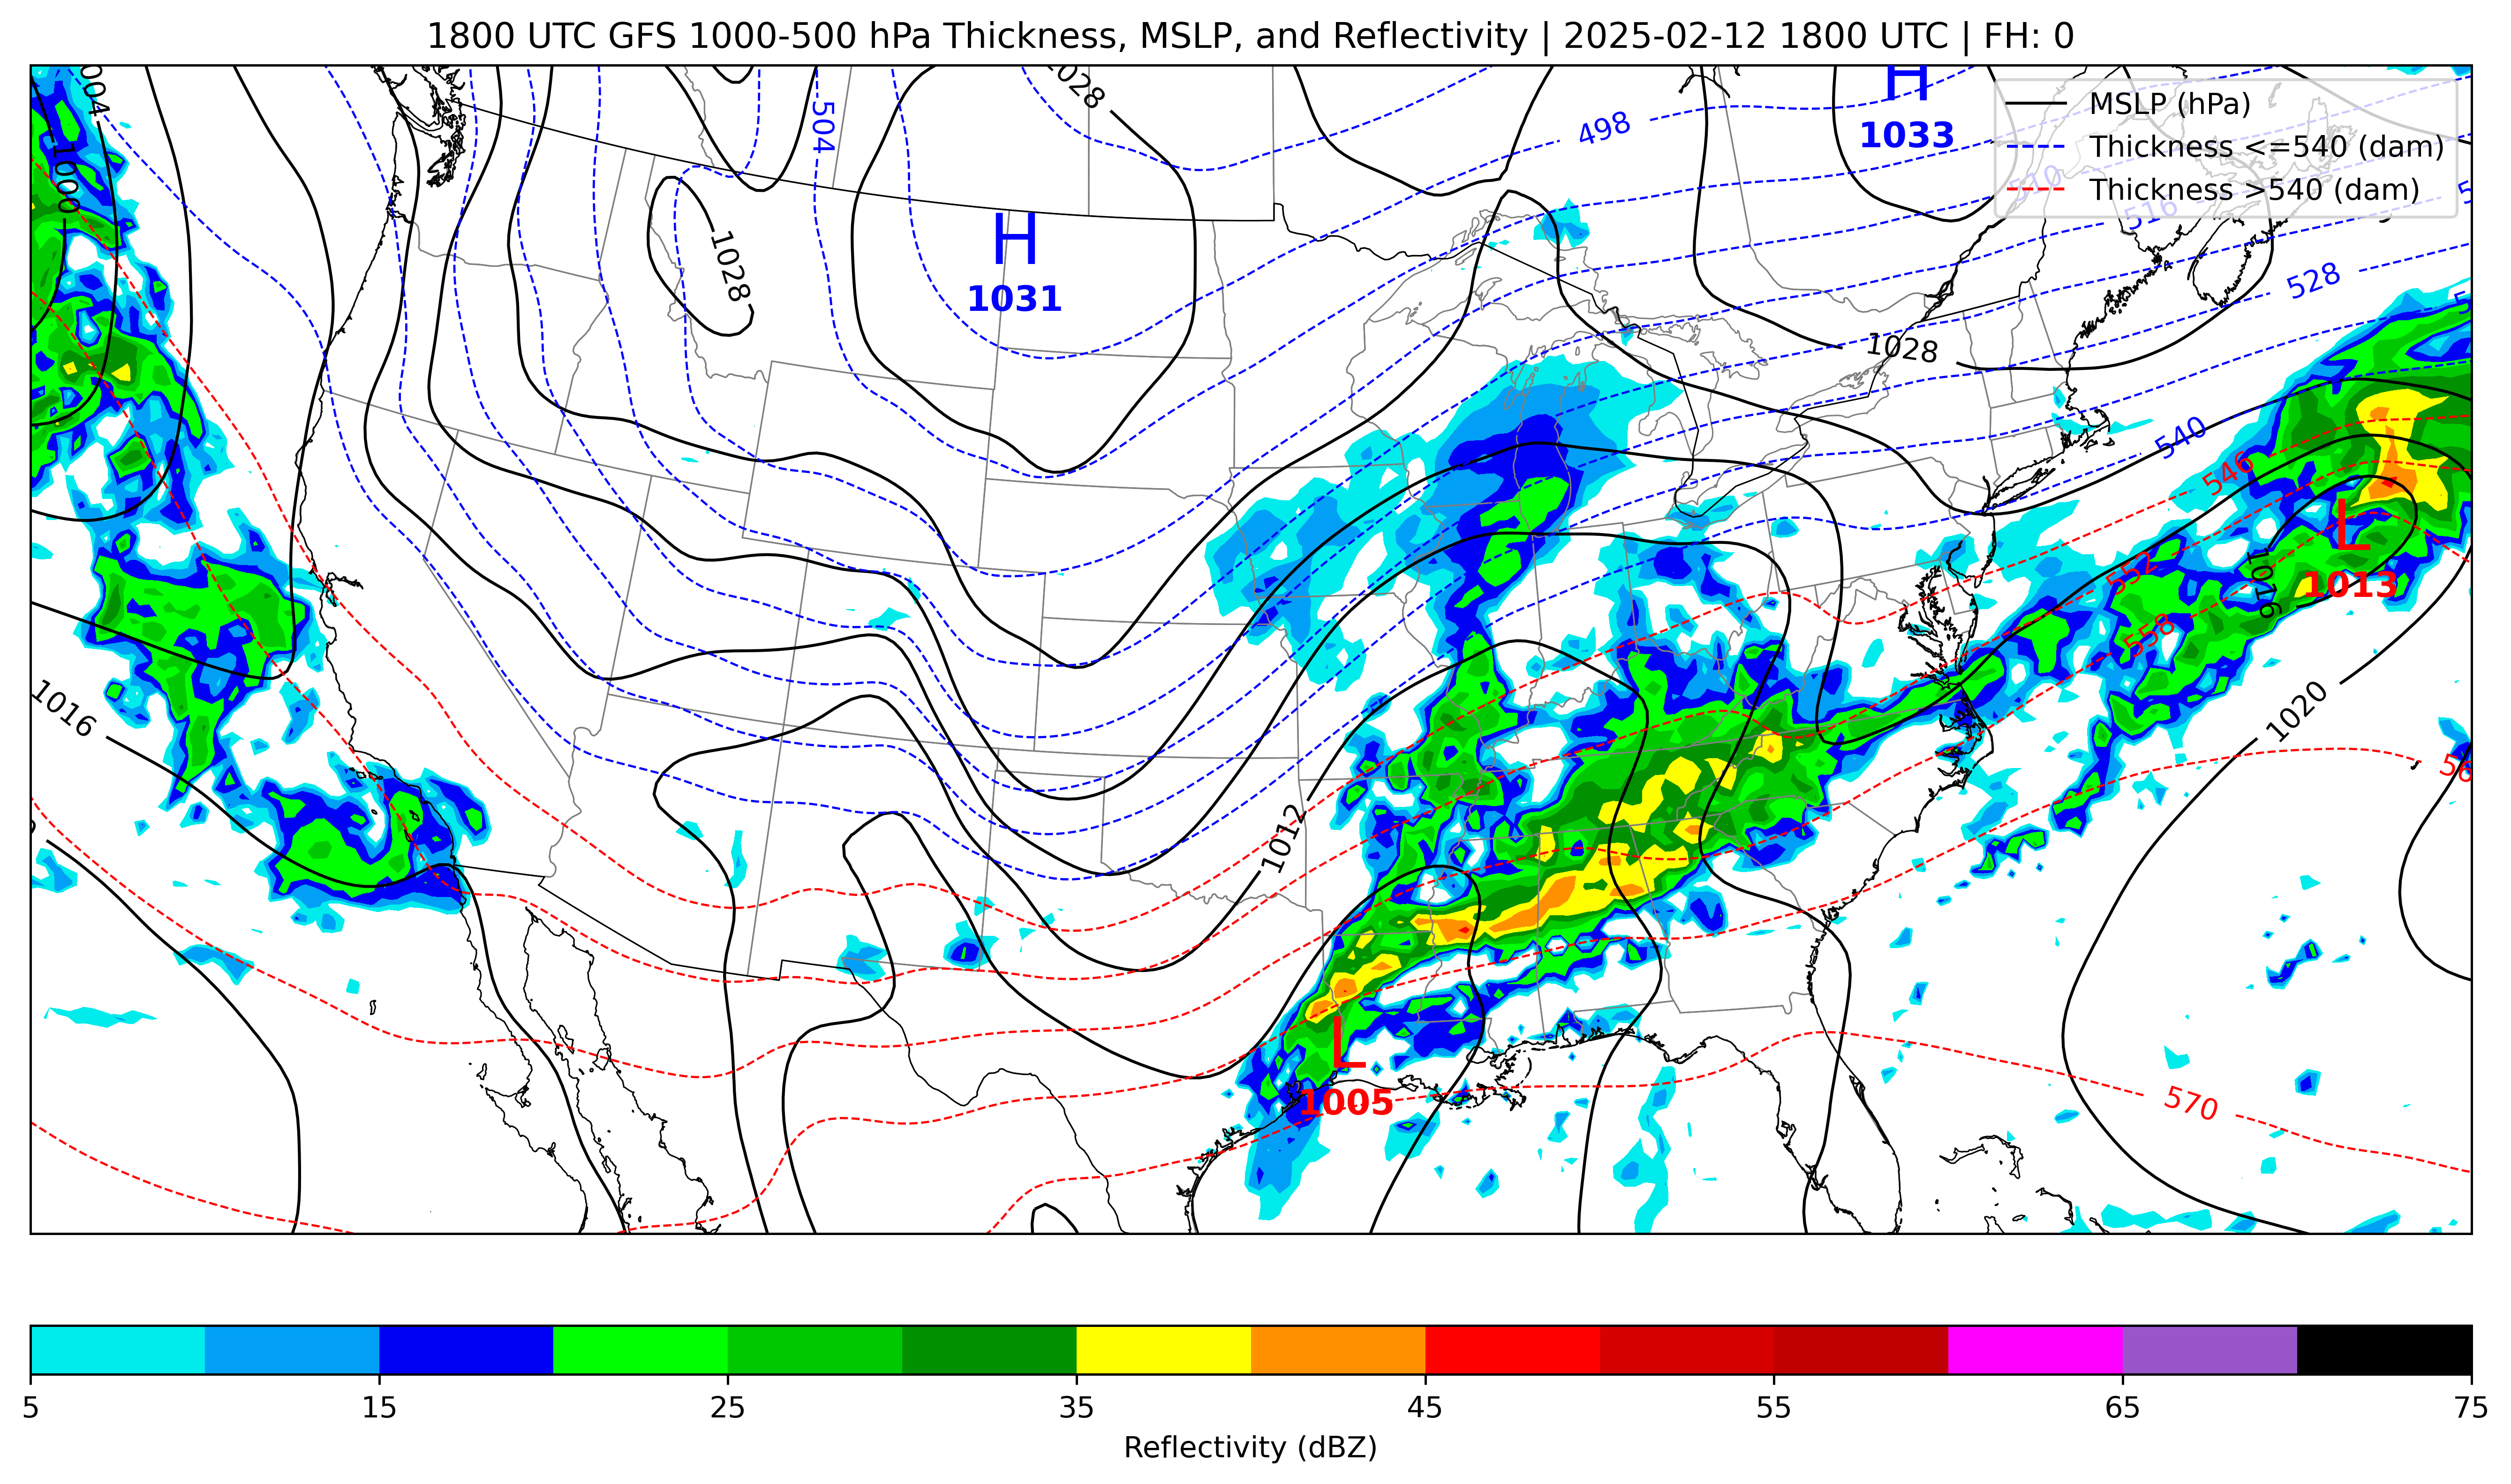 1800 UTC GFS 1000-500 hPa Thickness, MSLP, and Reflectivity | 2025-02-12 1800 UTC | FH: 0
1028
504
498
H
1033
MSLP (hPa)
Thickness <=540 (dam)
Thickness >540 (dam)
1000
510
516
H
1031
1028
528
1028
540
546
L
1013
552
1016
558
1016
1020
1012
L
1005
570
5 15 25 35 45 55 65 75
Reflectivity (dBZ)